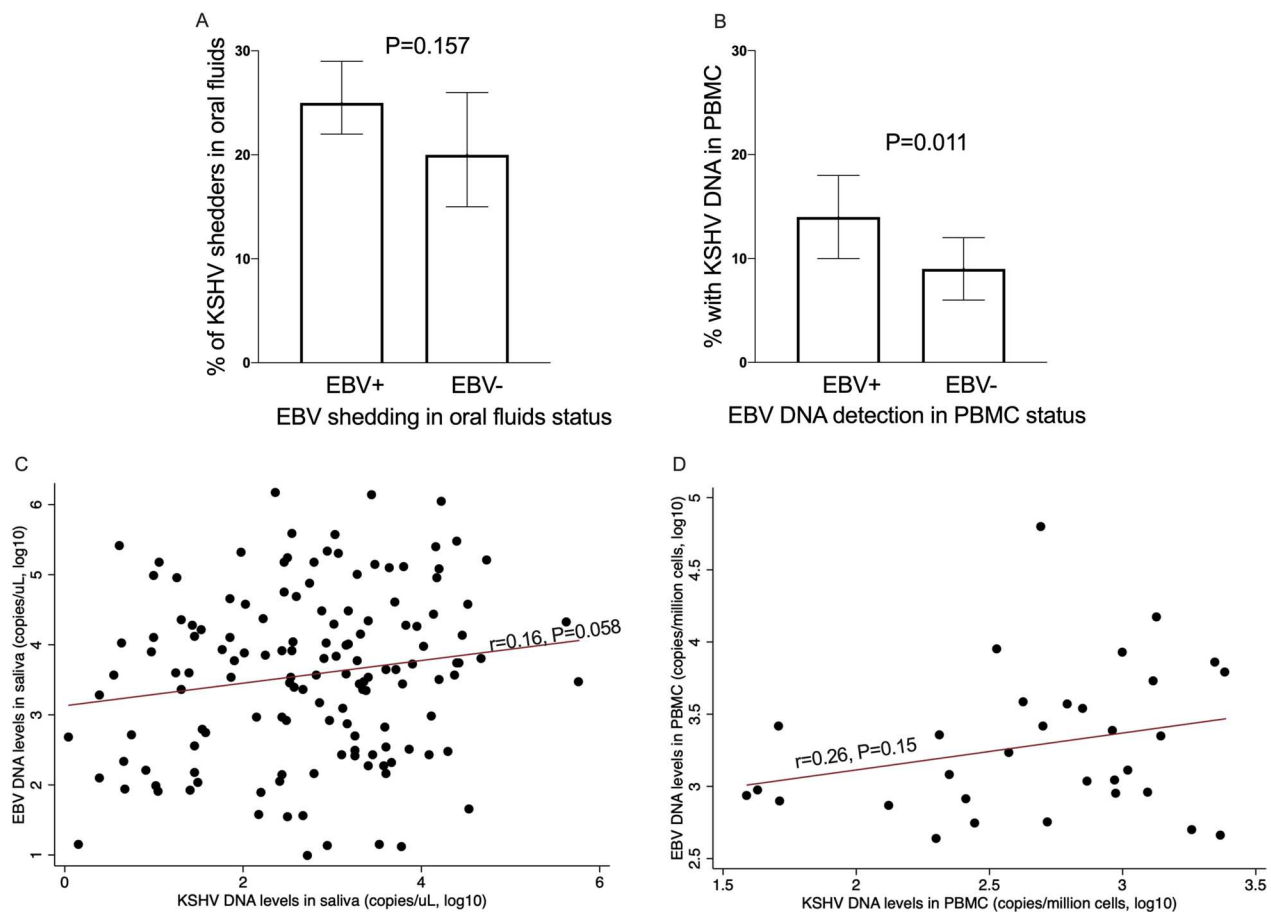 A
P=0.157
% of KSHV shedders in oral fluids
30
20
10
0
EBV+ EBV-
EBV shedding in oral fluids status
B
P=0.011
% with KSHV DNA in PBMC
30
20
10
0
EBV+ EBV-
EBV DNA detection in PBMC status
C
EBV DNA levels in saliva (copies/uL, log10)
6
5
4
3
2
1
r=0.16, P=0.058
0 2 4 6
KSHV DNA levels in saliva (copies/uL, log10)
D
EBV DNA levels in PBMC (copies/million cells, log10)
5
4.5
4
3.5
3
2.5
r=0.26, P=0.15
1.5 2 2.5 3 3.5
KSHV DNA levels in PBMC (copies/million cells, log10)